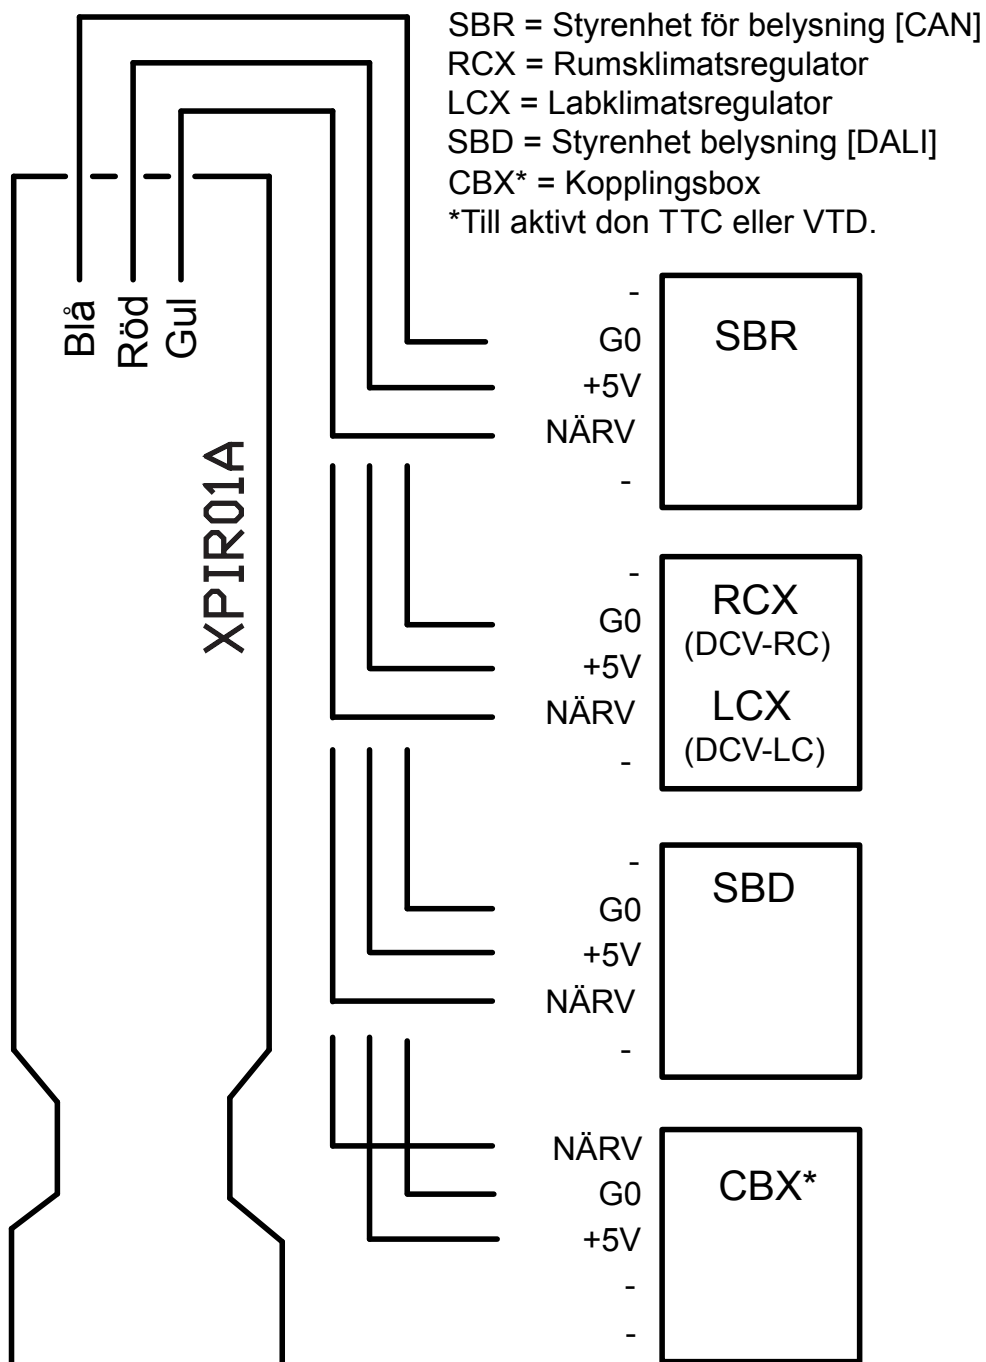 SBR = Styrenhet för belysning [CAN]
RCX = Rumsklimatsregulator
LCX = Labklimatsregulator
SBD = Styrenhet belysning [DALI]
CBX* = Kopplingsbox
*Till aktivt don TTC eller VTD.
Blå
Röd
Gul
XPIR01A
-
G0
+5V
NÄRV
-
SBR
-
G0
+5V
NÄRV
-
RCX
(DCV-RC)
LCX
(DCV-LC)
-
G0
+5V
NÄRV
-
SBD
NÄRV
G0
+5V
-
-
CBX*